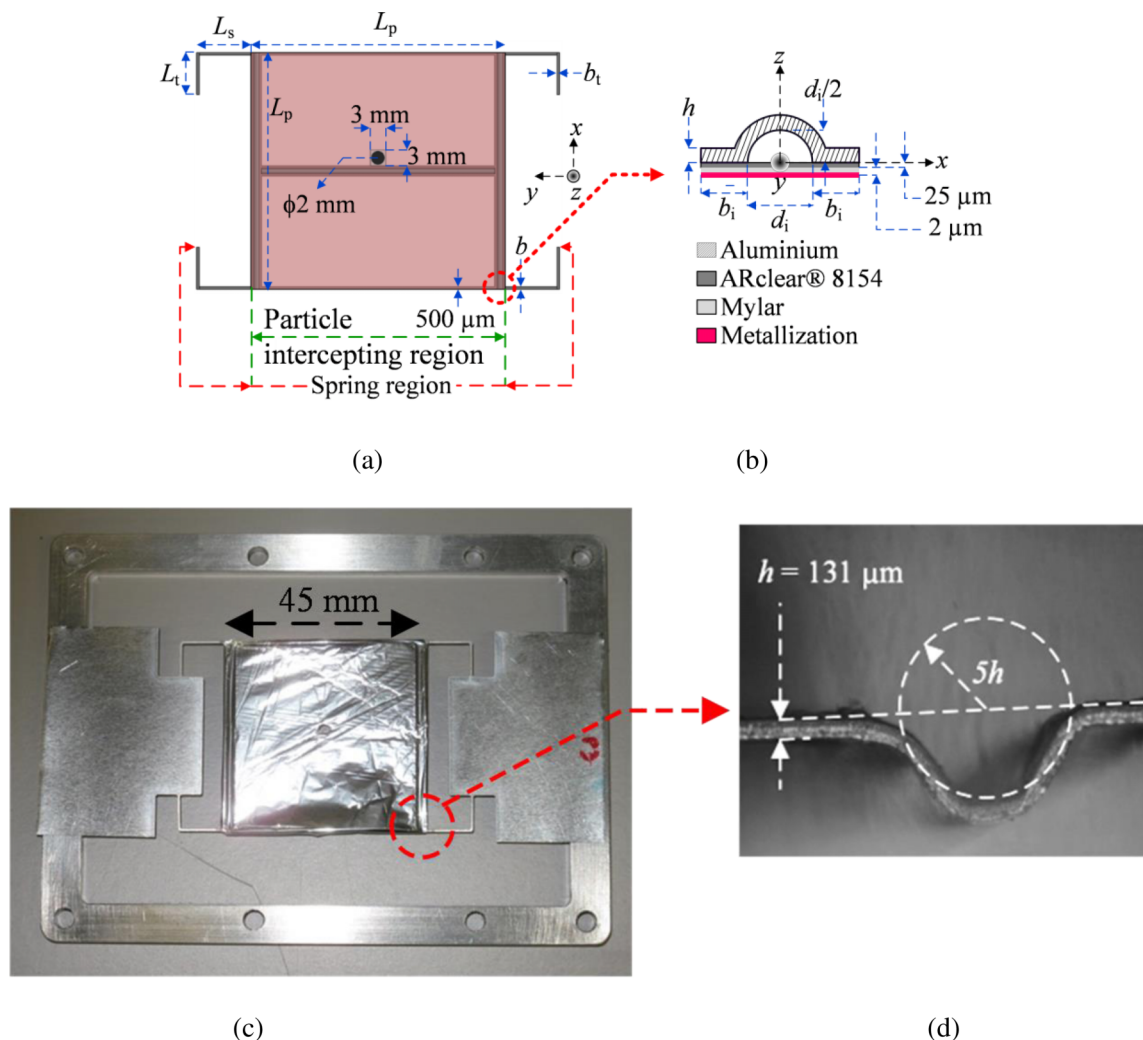 Ls
Lp
Lt
bt
Lp
3 mm
3 mm
ϕ2 mm
x
y
z
b
500 µm
Particle
intercepting region
Spring region
z
di/2
h
x
y
bi
di
bi
25 µm
2 µm
Aluminium
ARclear® 8154
Mylar
Metallization
(a)
(b)
45 mm
h = 131 µm
5h
(c)
(d)